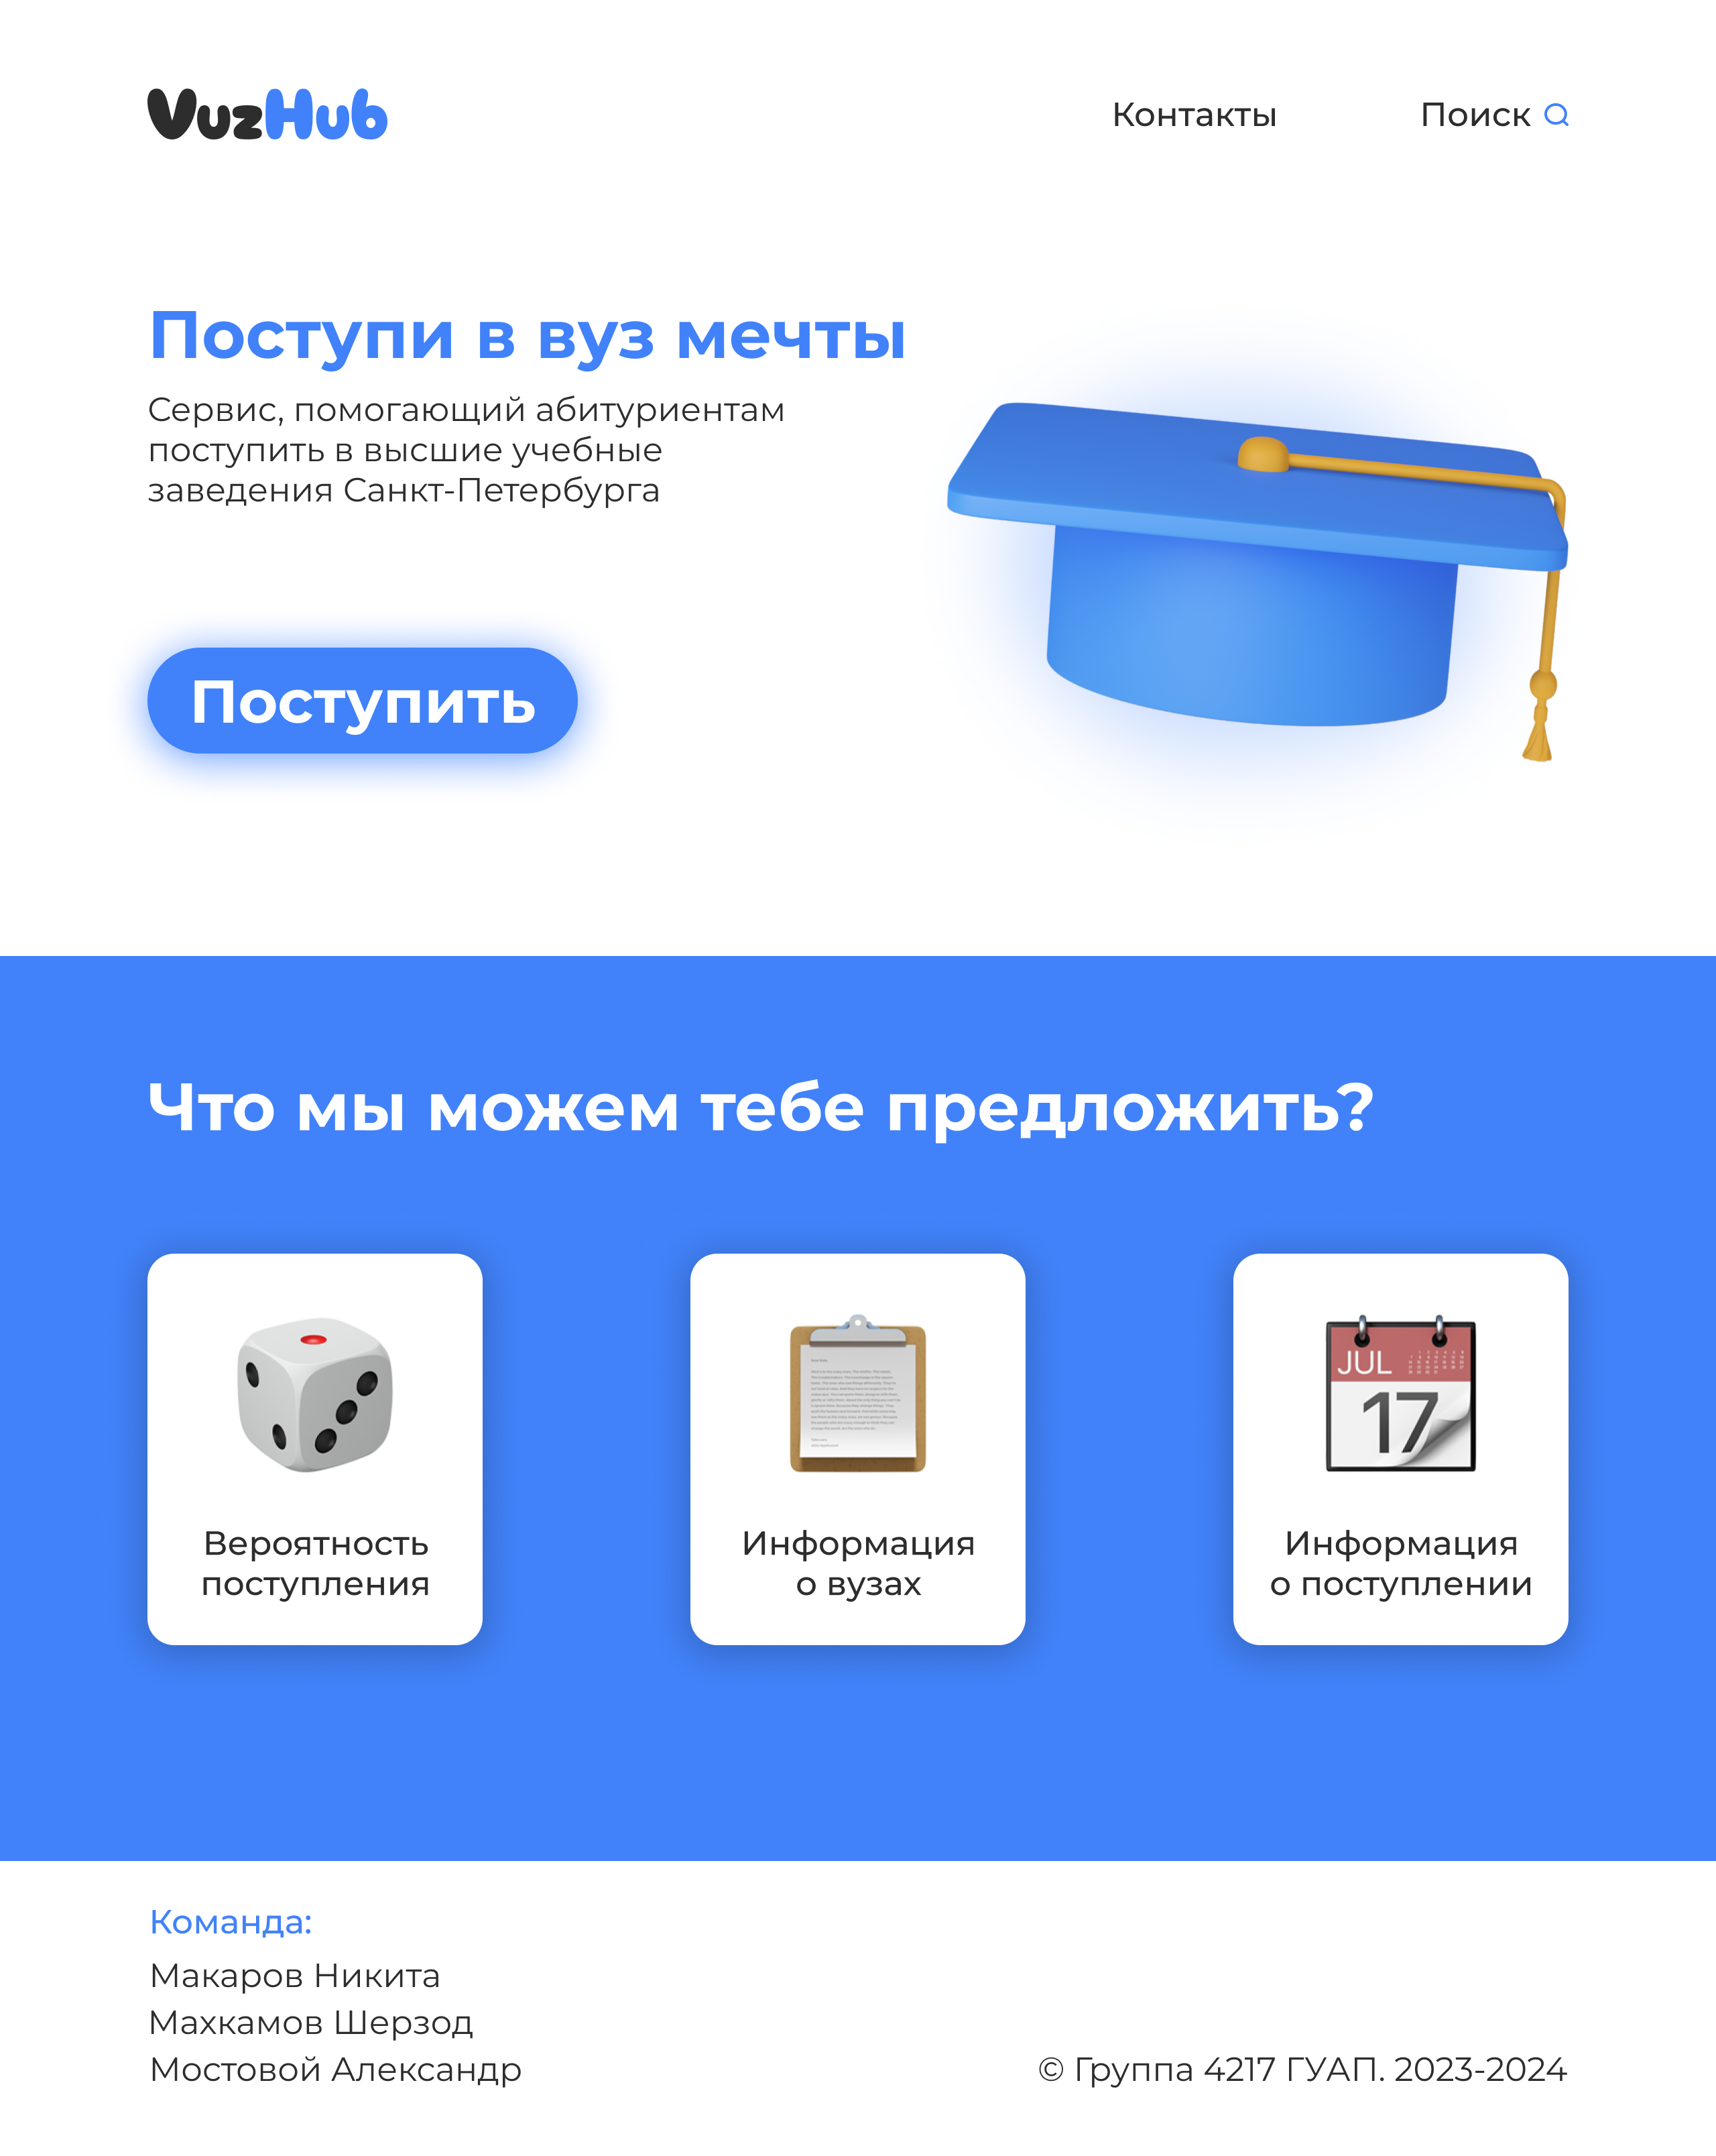 VuzHub
Контакты
Поиск
Поступи в вуз мечты
Сервис, помогающий абитуриентам
поступить в высшие учебные
заведения Санкт-Петербурга
Поступить
Что мы можем тебе предложить?
JUL
17
Вероятность
поступления
Информация
о вузах
Информация
о поступлении
Команда:
Макаров Никита
Махкамов Шерзод
Мостовой Александр
© Группа 4217 ГУАП. 2023-2024